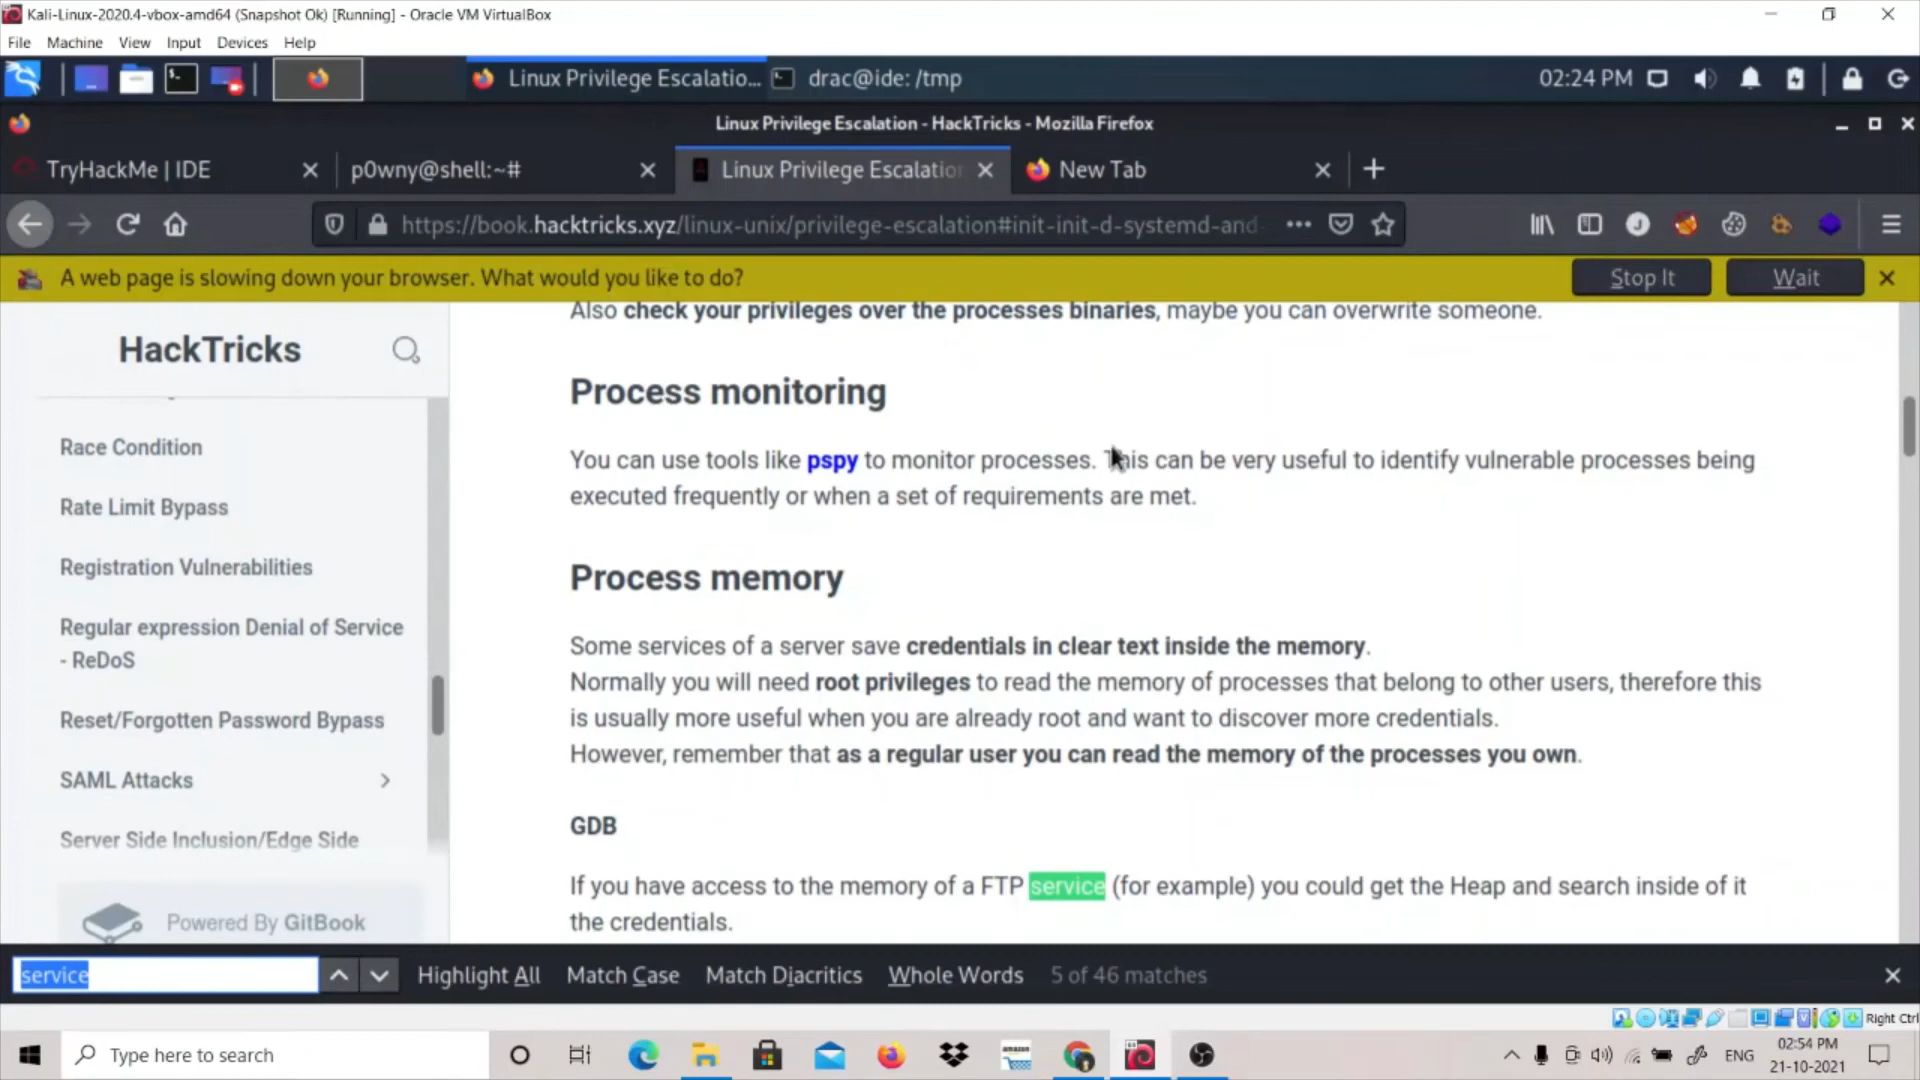 Kali-Linux-2020.4-vbox-amd64 (Snapshot Ok) [Running] - Oracle VM VirtualBox
File Machine View Input Devices Help
Linux Privilege Escalatio... drac@ide: /tmp 02:24 PM
Linux Privilege Escalation - HackTricks - Mozilla Firefox
TryHackMe | IDE p0wny@shell:~# Linux Privilege Escalation New Tab
https://book.hacktricks.xyz/linux-unix/privilege-escalation#init-init-d-systemd-and-
A web page is slowing down your browser. What would you like to do? Stop It Wait
Also check your privileges over the processes binaries, maybe you can overwrite someone.
HackTricks
Race Condition
Rate Limit Bypass
Registration Vulnerabilities
Regular expression Denial of Service
- ReDoS
Reset/Forgotten Password Bypass
SAML Attacks
Server Side Inclusion/Edge Side
Powered By GitBook
Process monitoring
You can use tools like pspy to monitor processes. This can be very useful to identify vulnerable processes being
executed frequently or when a set of requirements are met.
Process memory
Some services of a server save credentials in clear text inside the memory.
Normally you will need root privileges to read the memory of processes that belong to other users, therefore this
is usually more useful when you are already root and want to discover more credentials.
However, remember that as a regular user you can read the memory of the processes you own.
GDB
If you have access to the memory of a FTP service (for example) you could get the Heap and search inside of it
the credentials.
service Highlight All Match Case Match Diacritics Whole Words 5 of 46 matches
Right Ctrl
Type here to search
amazon
ENG
02:54 PM
21-10-2021